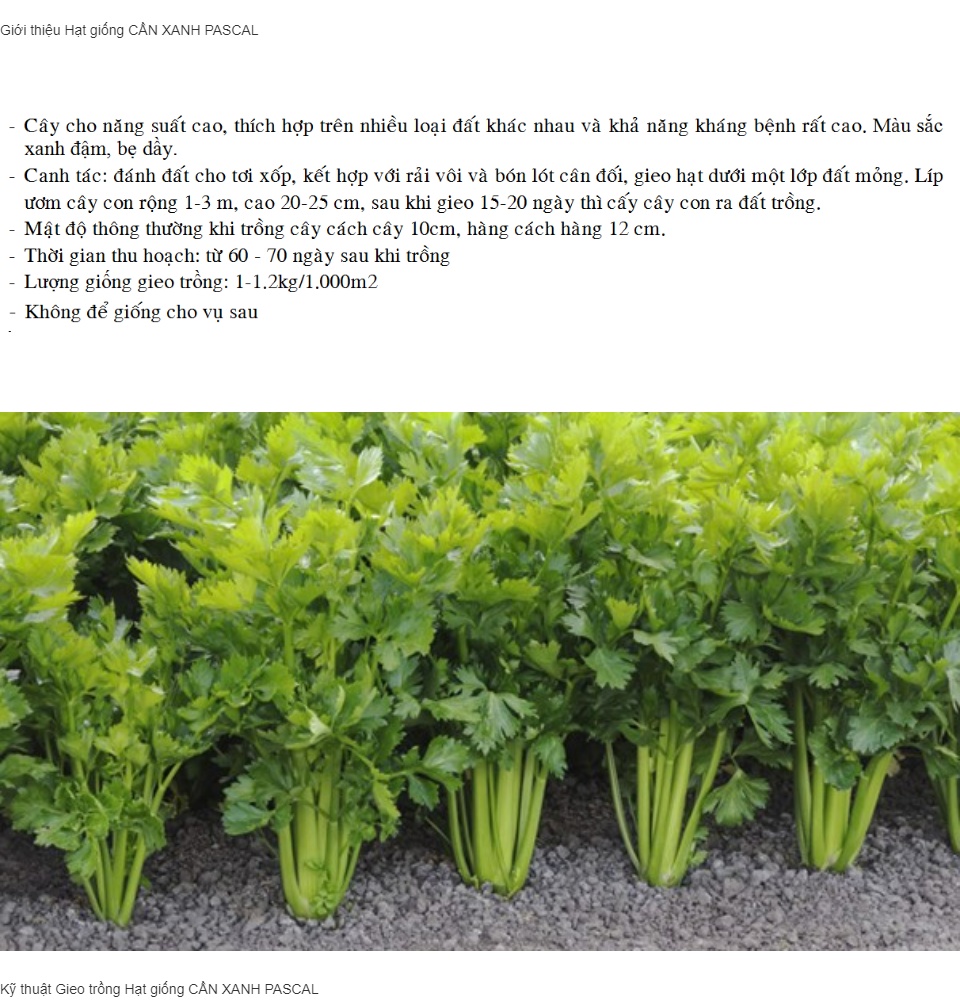 Giới thiệu Hạt giống CẦN XANH PASCAL
- Cây cho năng suất cao, thích hợp trên nhiều loại đất khác nhau và khả năng kháng bệnh rất cao. Màu sắc
xanh đậm, bẹ dầy.
- Canh tác: đánh đất cho tơi xốp, kết hợp với rải vôi và bón lót cân đối, gieo hạt dưới một lớp đất mỏng. Líp
ươm cây con rộng 1-3 m, cao 20-25 cm, sau khi gieo 15-20 ngày thì cấy cây con ra đất trồng.
- Mật độ thông thường khi trồng cây cách cây 10cm, hàng cách hàng 12 cm.
- Thời gian thu hoạch: từ 60 - 70 ngày sau khi trồng
- Lượng giống gieo trồng: 1-1.2kg/1.000m2
- Không để giống cho vụ sau
Kỹ thuật Gieo trồng Hạt giống CẦN XANH PASCAL